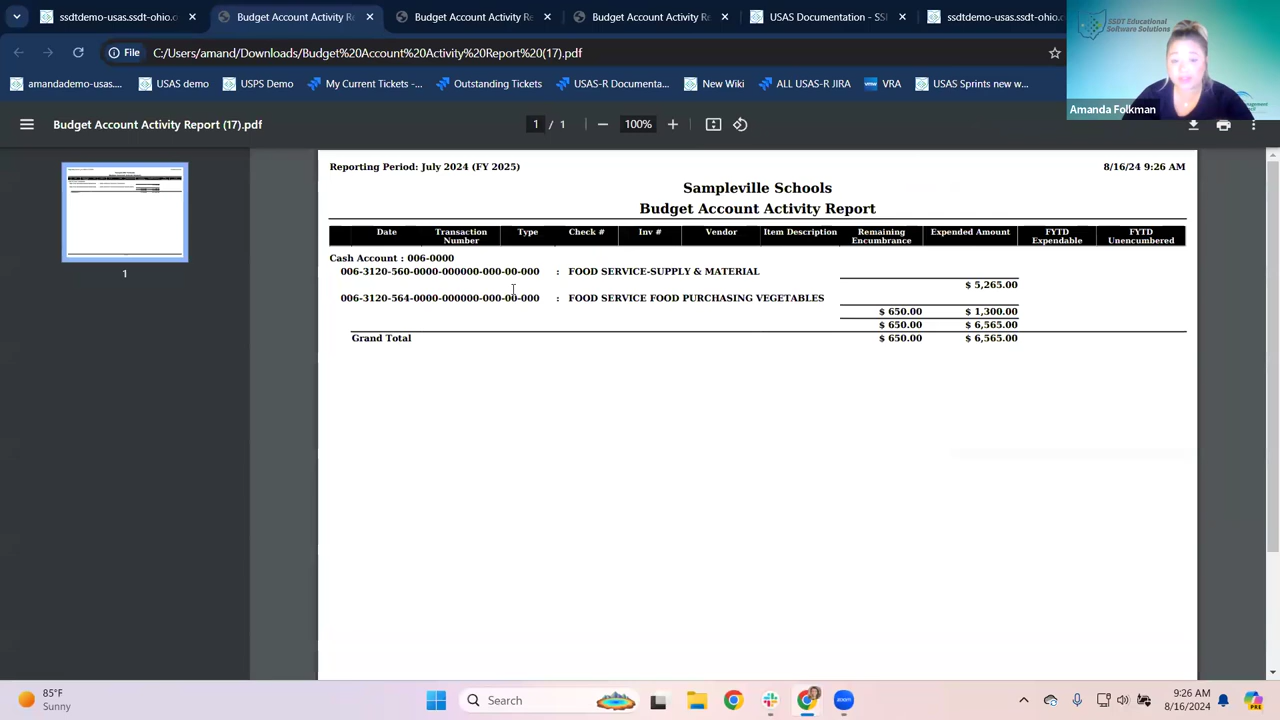 ssdtdemo-usas.ssdt-ohio.o
Budget Account Activity Re
Budget Account Activity Re
Budget Account Activity Re
USAS Documentation - SSI
ssdtdemo-usas.ssdt-ohio.o
File
C:/Users/amand/Downloads/Budget%20Account%20Activity%20Report%20(17).pdf
amandademo-usas....
USAS demo
USPS Demo
My Current Tickets -...
Outstanding Tickets
USAS-R Documenta...
New Wiki
ALL USAS-R JIRA
VRA
USAS Sprints new w...
SSDT Educational
Software Solutions
Amanda Folkman
Budget Account Activity Report (17).pdf
1 / 1
100%
1
Reporting Period: July 2024 (FY 2025) 8/16/24 9:26 AM
Sampleville Schools
Budget Account Activity Report
Date Transaction Number Type Check # Inv # Vendor Item Description Remaining Encumbrance Expended Amount FYTD Expendable FYTD Unencumbered
Cash Account : 006-0000
006-3120-560-0000-000000-000-00-000 : FOOD SERVICE-SUPPLY & MATERIAL
$ 5,265.00
006-3120-564-0000-000000-000-00-000 : FOOD SERVICE FOOD PURCHASING VEGETABLES
$ 650.00 $ 1,300.00
$ 650.00 $ 6,565.00
Grand Total $ 650.00 $ 6,565.00
85°F
Sunny
Search
9:26 AM
8/16/2024
PRE